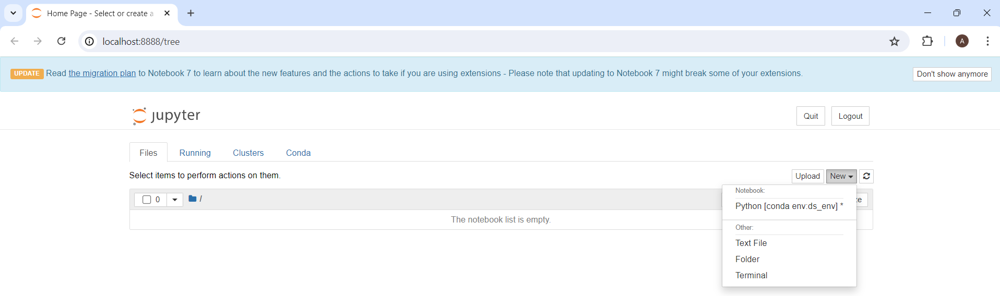 Home Page - Select or create a
localhost:8888/tree
A
UPDATE Read the migration plan to Notebook 7 to learn about the new features and the actions to take if you are using extensions - Please note that updating to Notebook 7 might break some of your extensions. Don't show anymore
jupyter Quit Logout
Files Running Clusters Conda
Select items to perform actions on them. Upload New
0 /
The notebook list is empty.
Notebook:
Python [conda env:ds_env] *
Other:
Text File
Folder
Terminal